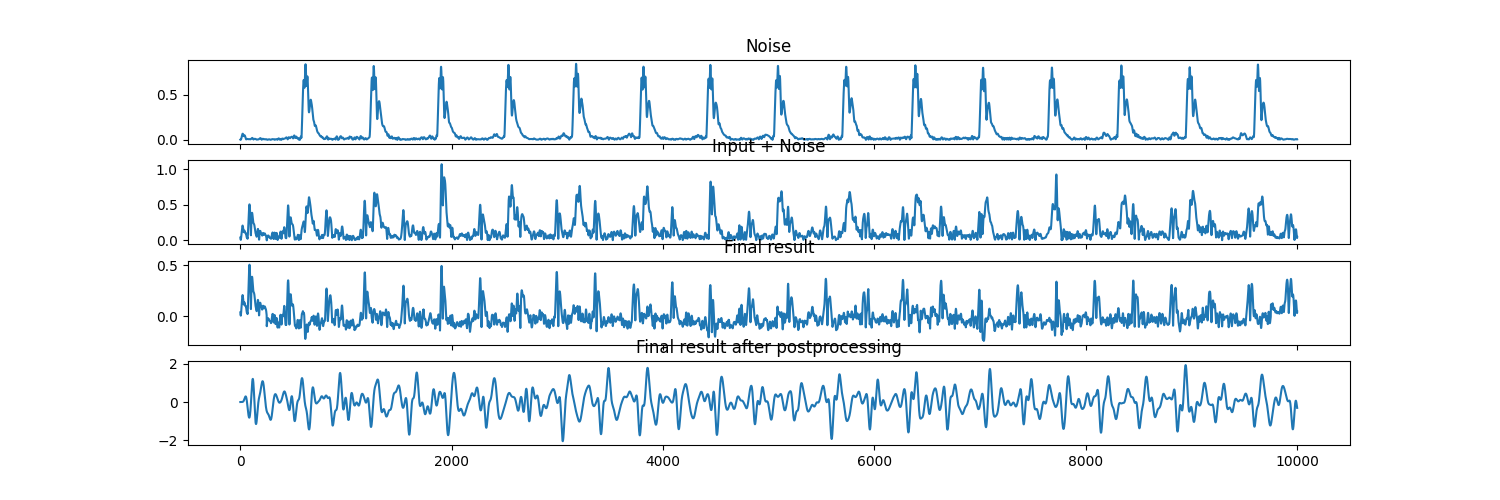 Noise
0.5
0.0
Input + Noise
1.0
0.5
0.0
Final result
0.5
0.0
Final result after postprocessing
2
0
−2
0 2000 4000 6000 8000 10000